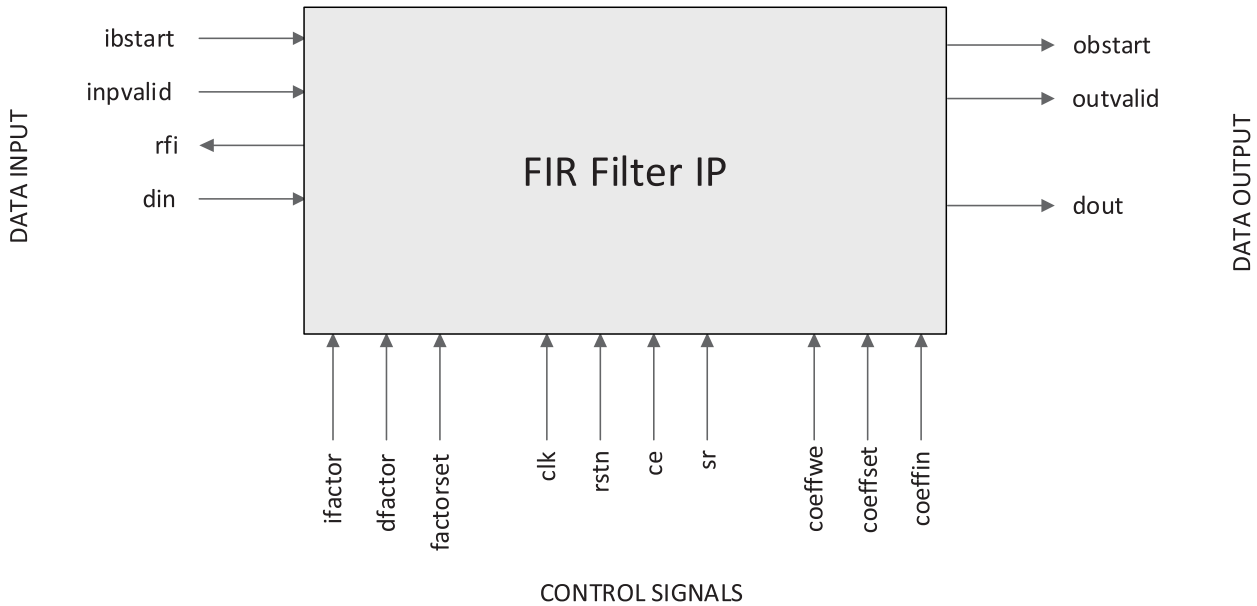 DATA INPUT
ibstart
inpvalid
rfi
din
FIR Filter IP
obstart
outvalid
dout
DATA OUTPUT
ifactor
dfactor
factorset
clk
rstn
ce
sr
coeffwe
coeffset
coeffin
CONTROL SIGNALS